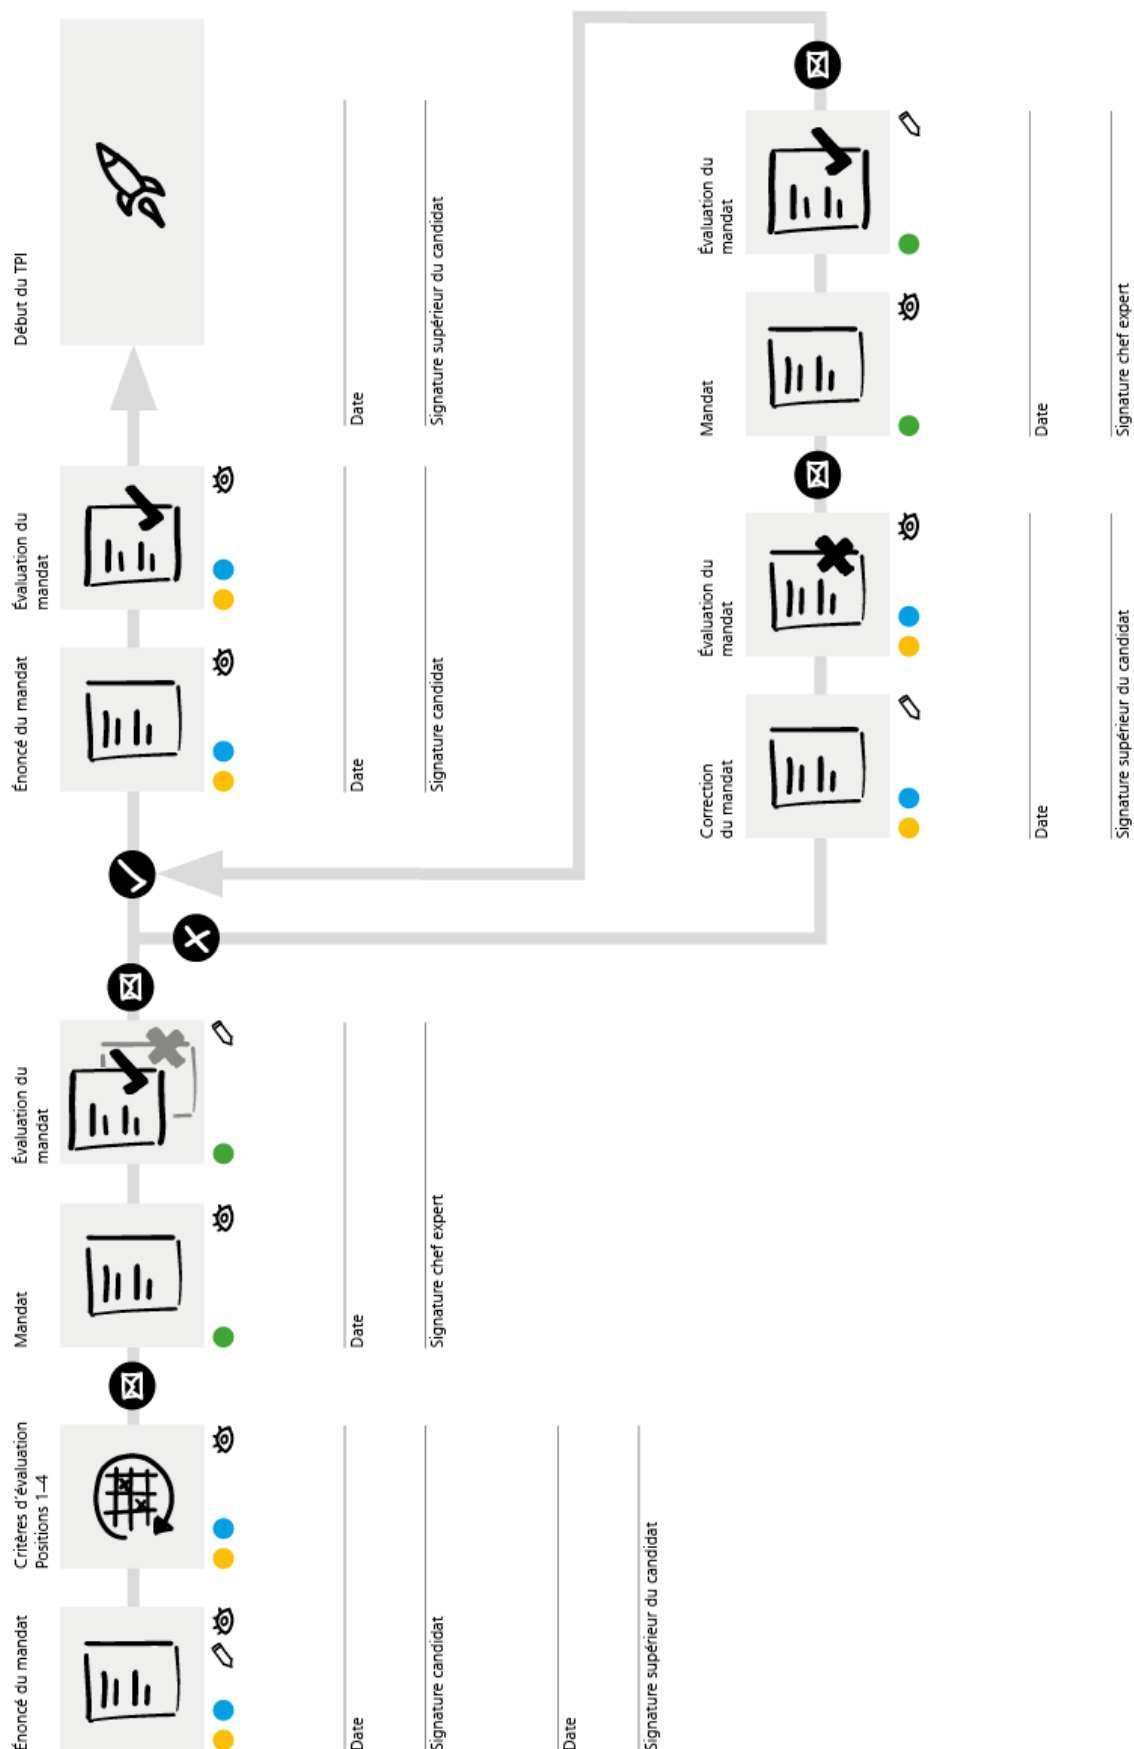 Énoncé du mandat
Critères d'évaluation
Positions 1–4
Mandat
Évaluation du
mandat
Énoncé du mandat
Évaluation du
mandat
Début du TPI
Date
Signature candidat
Date
Signature supérieur du candidat
Date
Signature chef expert
Date
Signature candidat
Date
Signature supérieur du candidat
Correction
du mandat
Évaluation du
mandat
Mandat
Évaluation du
mandat
Date
Signature supérieur du candidat
Date
Signature chef expert